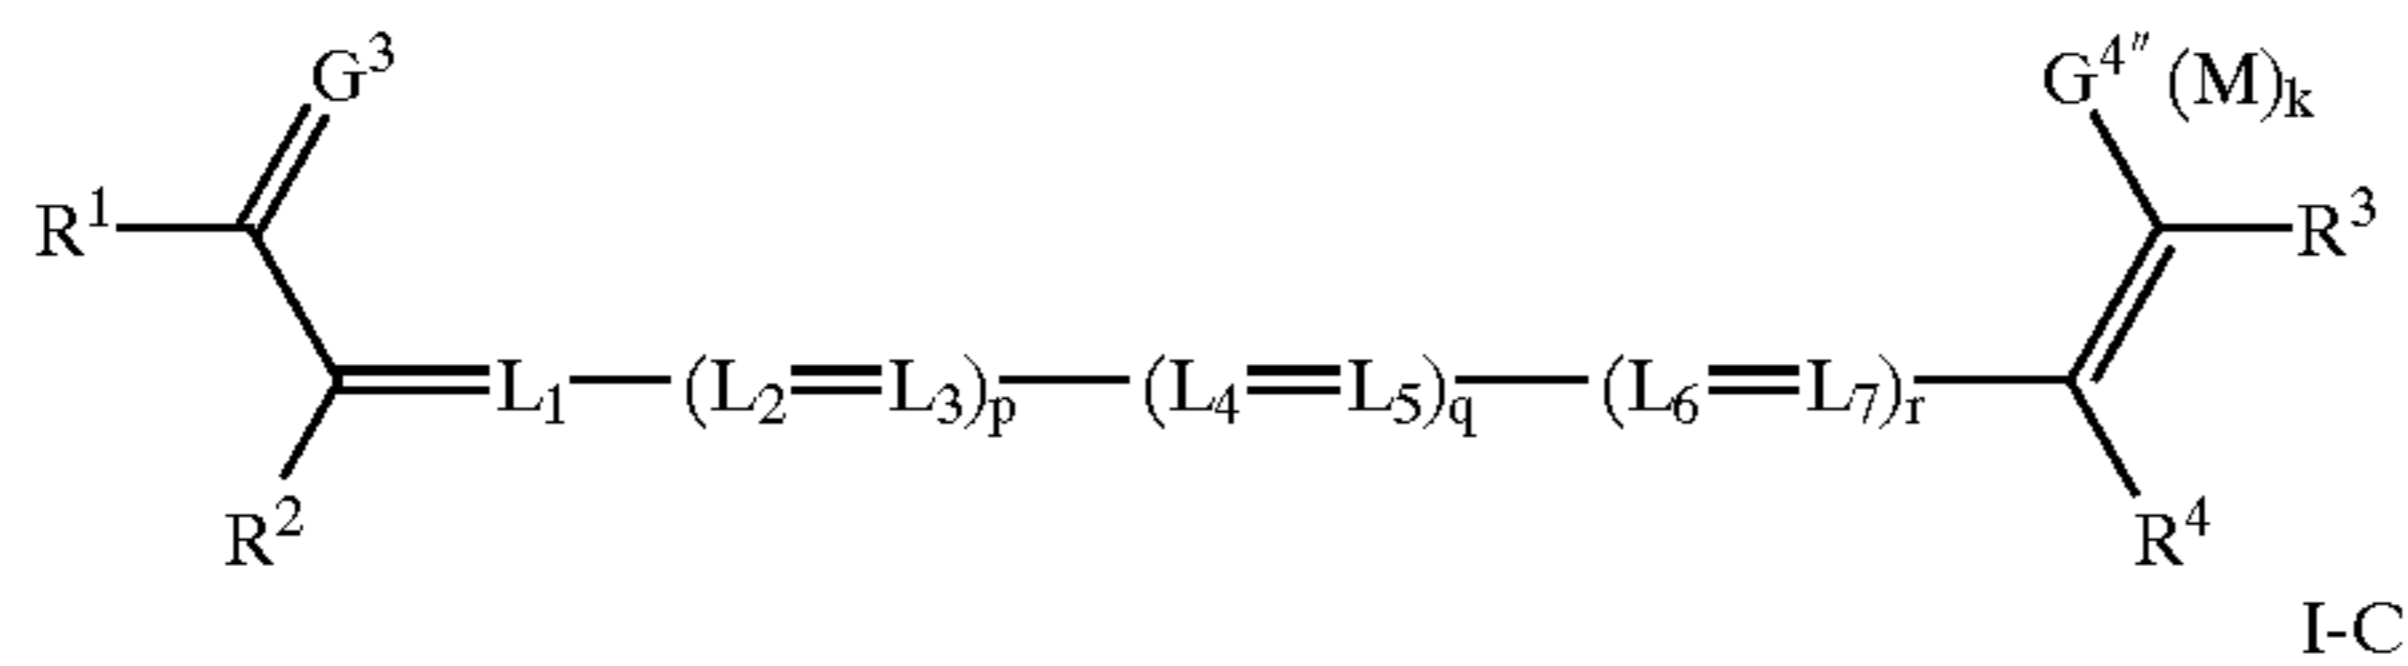 G³ G⁴″ (M)ₖ
R¹ R³
L₁—(L₂=L₃)ₚ—(L₄=L₅)q—(L₆=L₇)ᵣ
R² R⁴
I-C